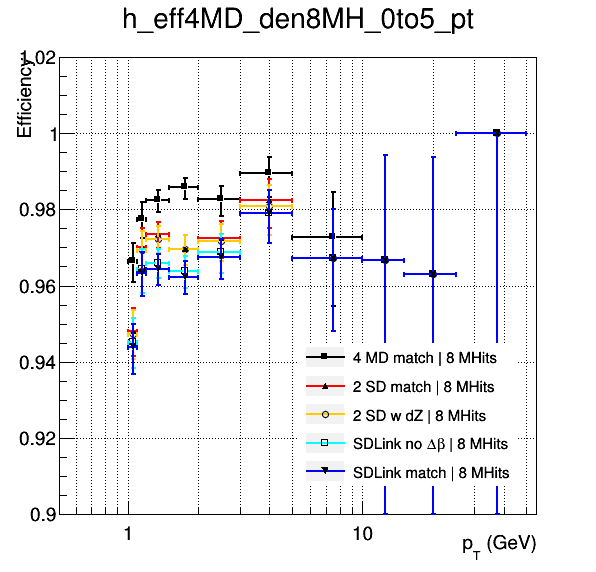 h_eff4MD_den8MH_0to5_pt
Efficiency
1.02
1
0.98
0.96
0.94
0.92
0.9
4 MD match | 8 MHits
2 SD match | 8 MHits
2 SD w dZ | 8 MHits
SDLink no Δβ | 8 MHits
SDLink match | 8 MHits
1
10
p_T (GeV)